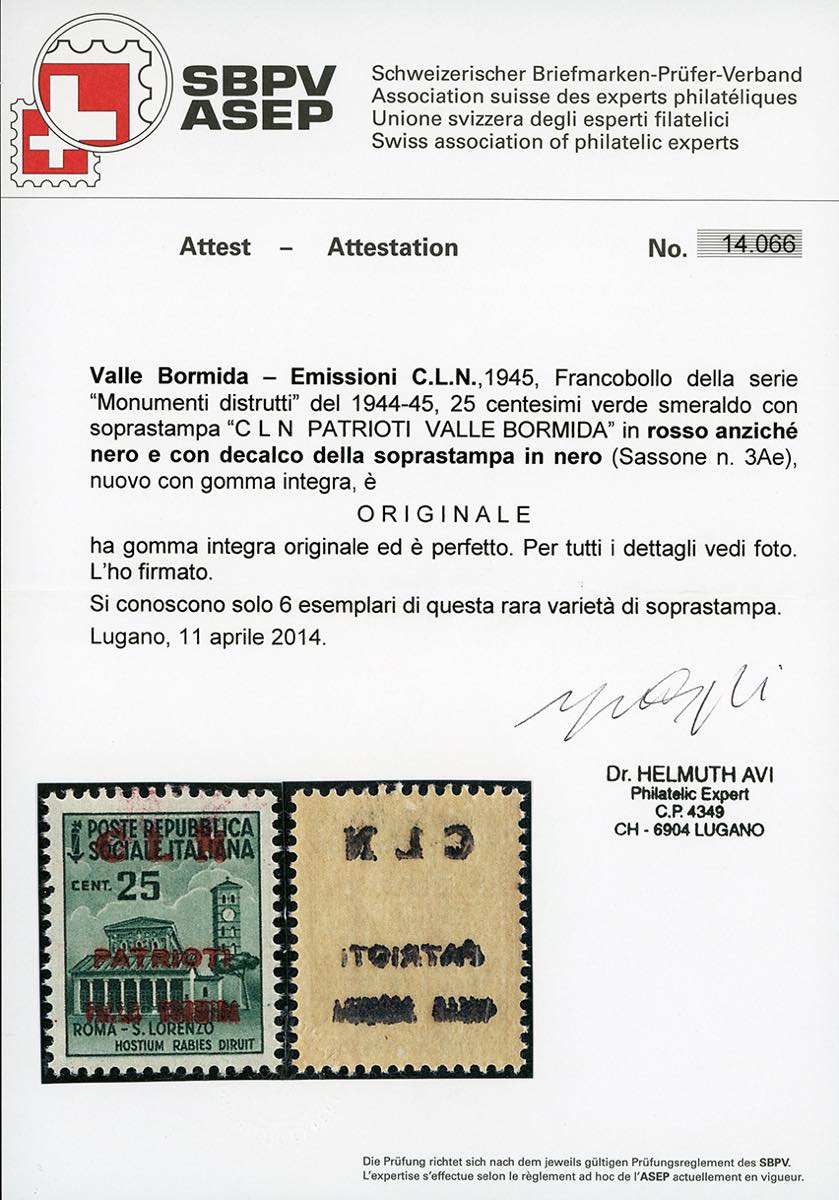 SBPV
ASEP
Schweizerischer Briefmarken-Prüfer-Verband
Association suisse des experts philatéliques
Unione svizzera degli esperti filatelici
Swiss association of philatelic experts
Attest – Attestation
No. 14.066
Valle Bormida – Emissioni C.L.N.,1945, Francobollo della serie
“Monumenti distrutti” del 1944-45, 25 centesimi verde smeraldo con
soprastampa “C L N PATRIOTI VALLE BORMIDA” in rosso anziché
nero e con decalco della soprastampa in nero (Sassone n. 3Ae),
nuovo con gomma integra, è
ORIGINALE
ha gomma integra originale ed è perfetto. Per tutti i dettagli vedi foto.
L’ho firmato.
Si conoscono solo 6 esemplari di questa rara varietà di soprastampa.
Lugano, 11 aprile 2014.
Dr. HELMUTH AVI
Philatelic Expert
C.P. 4349
CH - 6904 LUGANO
POSTE REPUBBLICA
SOCIALE ITALIANA
C L N
CENT. 25
PATRIOTI
VALLE BORMIDA
ROMA - S. LORENZO
HOSTIUM RABIES DIRUIT
C L N
PATRIOTI
VALLE BORMIDA
Die Prüfung richtet sich nach dem jeweils gültigen Prüfungsreglement des SBPV.
L’expertise s’effectue selon le règlement ad hoc de l’ASEP actuellement en vigueur.